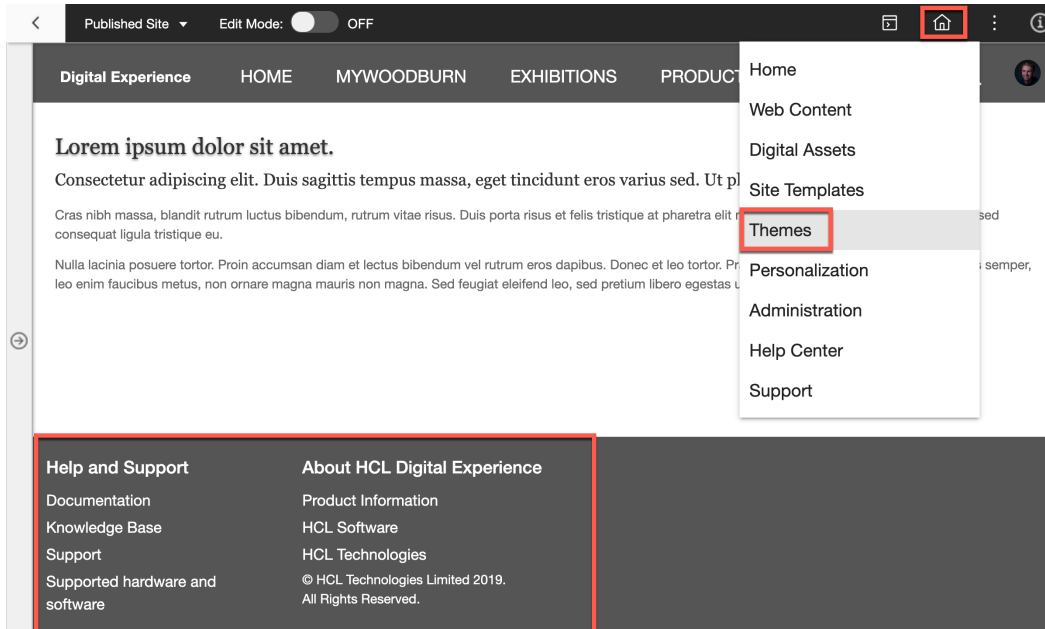 Published Site
Edit Mode:
OFF
Digital Experience
HOME
MYWOODBURN
EXHIBITIONS
Home
Web Content
Digital Assets
Site Templates
Themes
Personalization
Administration
Help Center
Support
Lorem ipsum dolor sit amet.
Consectetur adipiscing elit. Duis sagittis tempus massa, eget tincidunt eros varius sed. Ut
Cras nibh massa, blandit rutrum luctus bibendum, rutrum vitae risus. Duis porta risus et felis tristique at pharetra elit sed
consequat ligula tristique eu.
Nulla lacinia posuere tortor. Proin accumsan diam et lectus bibendum vel rutrum eros dapibus. Donec et leo tortor. semper,
leo enim faucibus metus, non ornare magna mauris non magna. Sed feugiat eleifend leo, sed pretium libero egestas
Help and Support
Documentation
Knowledge Base
Support
Supported hardware and
software
About HCL Digital Experience
Product Information
HCL Software
HCL Technologies
© HCL Technologies Limited 2019.
All Rights Reserved.